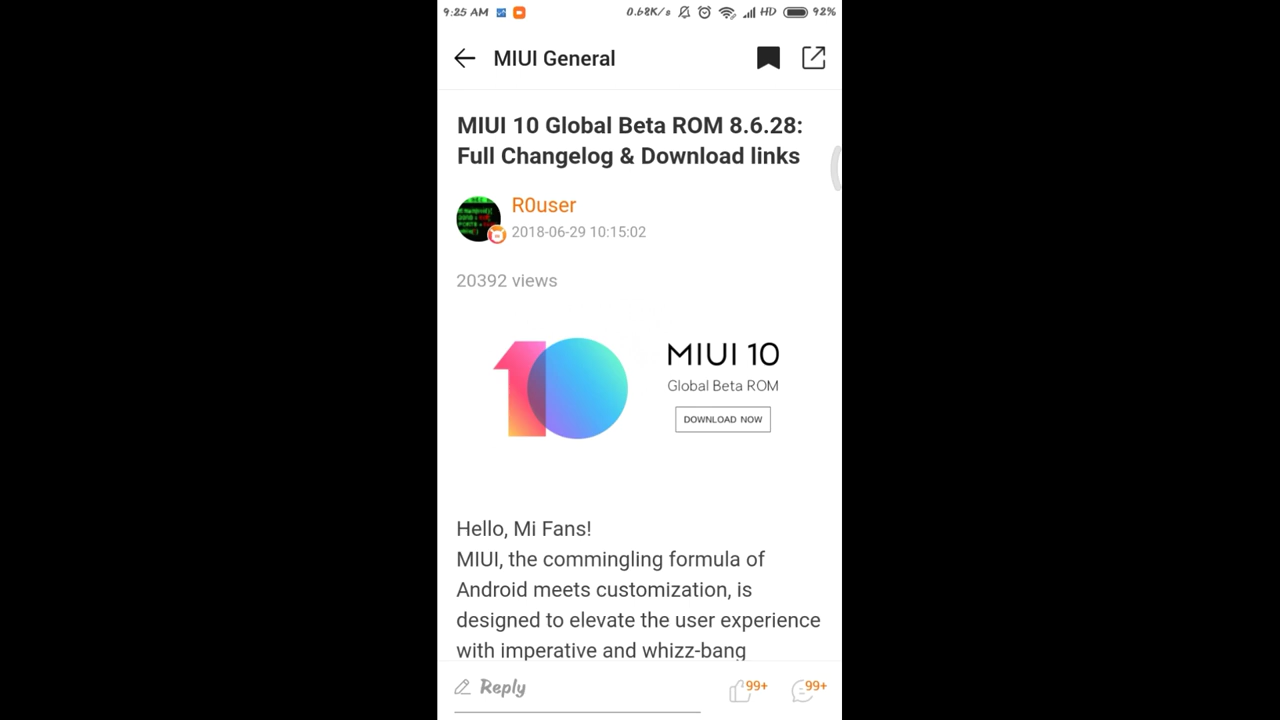 9:25 AM 0.68K/s HD 92%
MIUI General
MIUI 10 Global Beta ROM 8.6.28:
Full Changelog & Download links
R0user
2018-06-29 10:15:02
20392 views
10
MIUI 10
Global Beta ROM
DOWNLOAD NOW
Hello, Mi Fans!
MIUI, the commingling formula of
Android meets customization, is
designed to elevate the user experience
with imperative and whizz-bang
Reply 99+ 99+